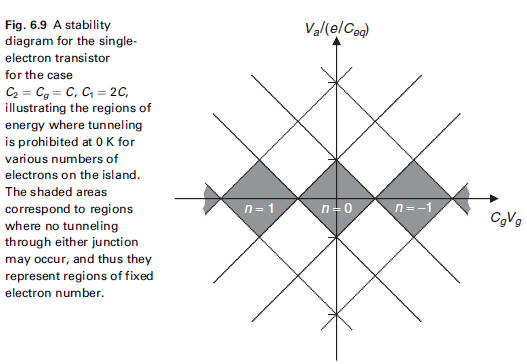 Fig. 6.9 A stability
diagram for the single-
electron transistor
for the case
C₂ = C_g = C, C₁ = 2C,
illustrating the regions of
energy where tunneling
is prohibited at 0 K for
various numbers of
electrons on the island.
The shaded areas
correspond to regions
where no tunneling
through either junction
may occur, and thus they
represent regions of fixed
electron number.
Vₐ/(e/C_eq)
n = 1
n = 0
n = –1
C_gV_g